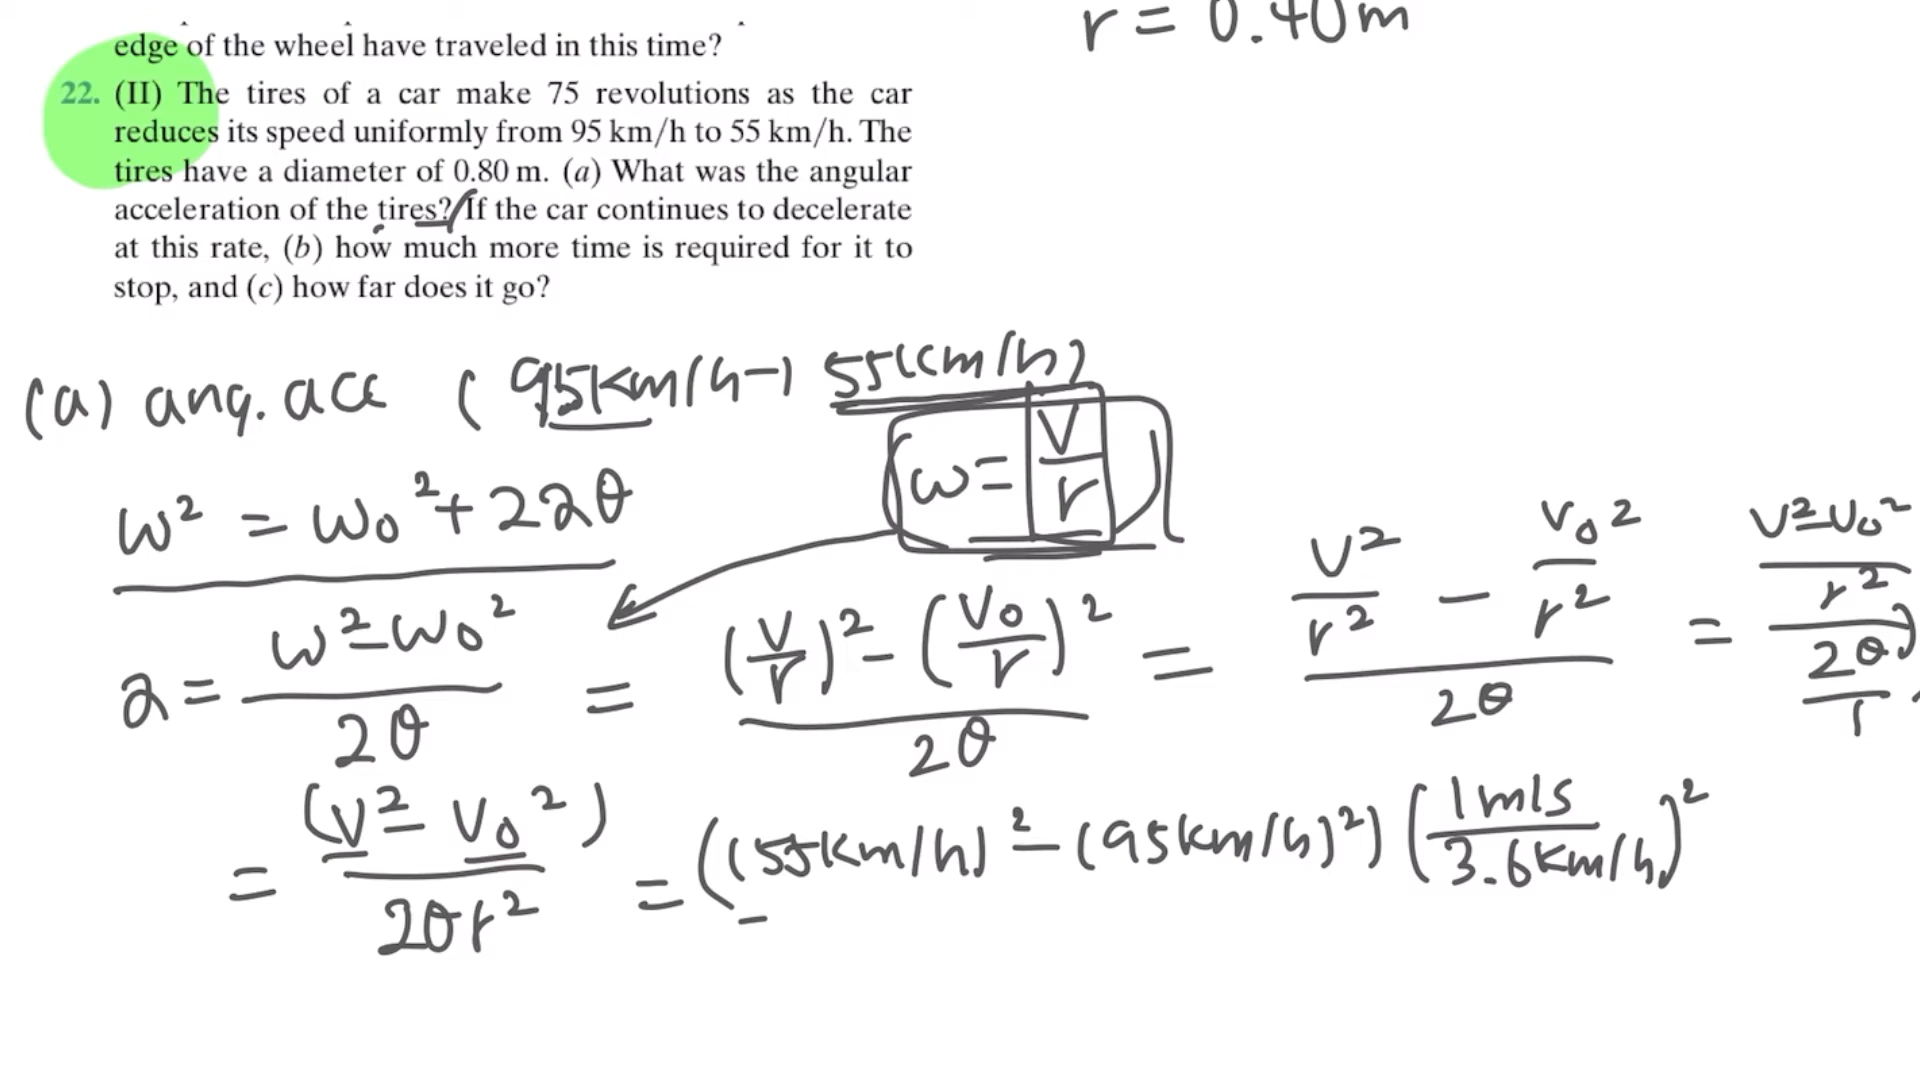 edge of the wheel have traveled in this time?
r = 0.40m
22. (II) The tires of a car make 75 revolutions as the car
reduces its speed uniformly from 95 km/h to 55 km/h. The
tires have a diameter of 0.80 m. (a) What was the angular
acceleration of the tires? If the car continues to decelerate
at this rate, (b) how much more time is required for it to
stop, and (c) how far does it go?
(a) ang. acc ( 95km/h → 55km/h)
(ω = v/r)
ω² = ω₀² + 2αθ
α = (ω² − ω₀²)/2θ = ((v/r)² − (v₀/r)²)/2θ = (v²/r² − v₀²/r²)/2θ = ((v² − v₀²)/r²)/(2θ/1)
= (v² − v₀²)/2θr² = ((55km/h)² − (95km/h)²) (1m/s / 3.6km/h)²